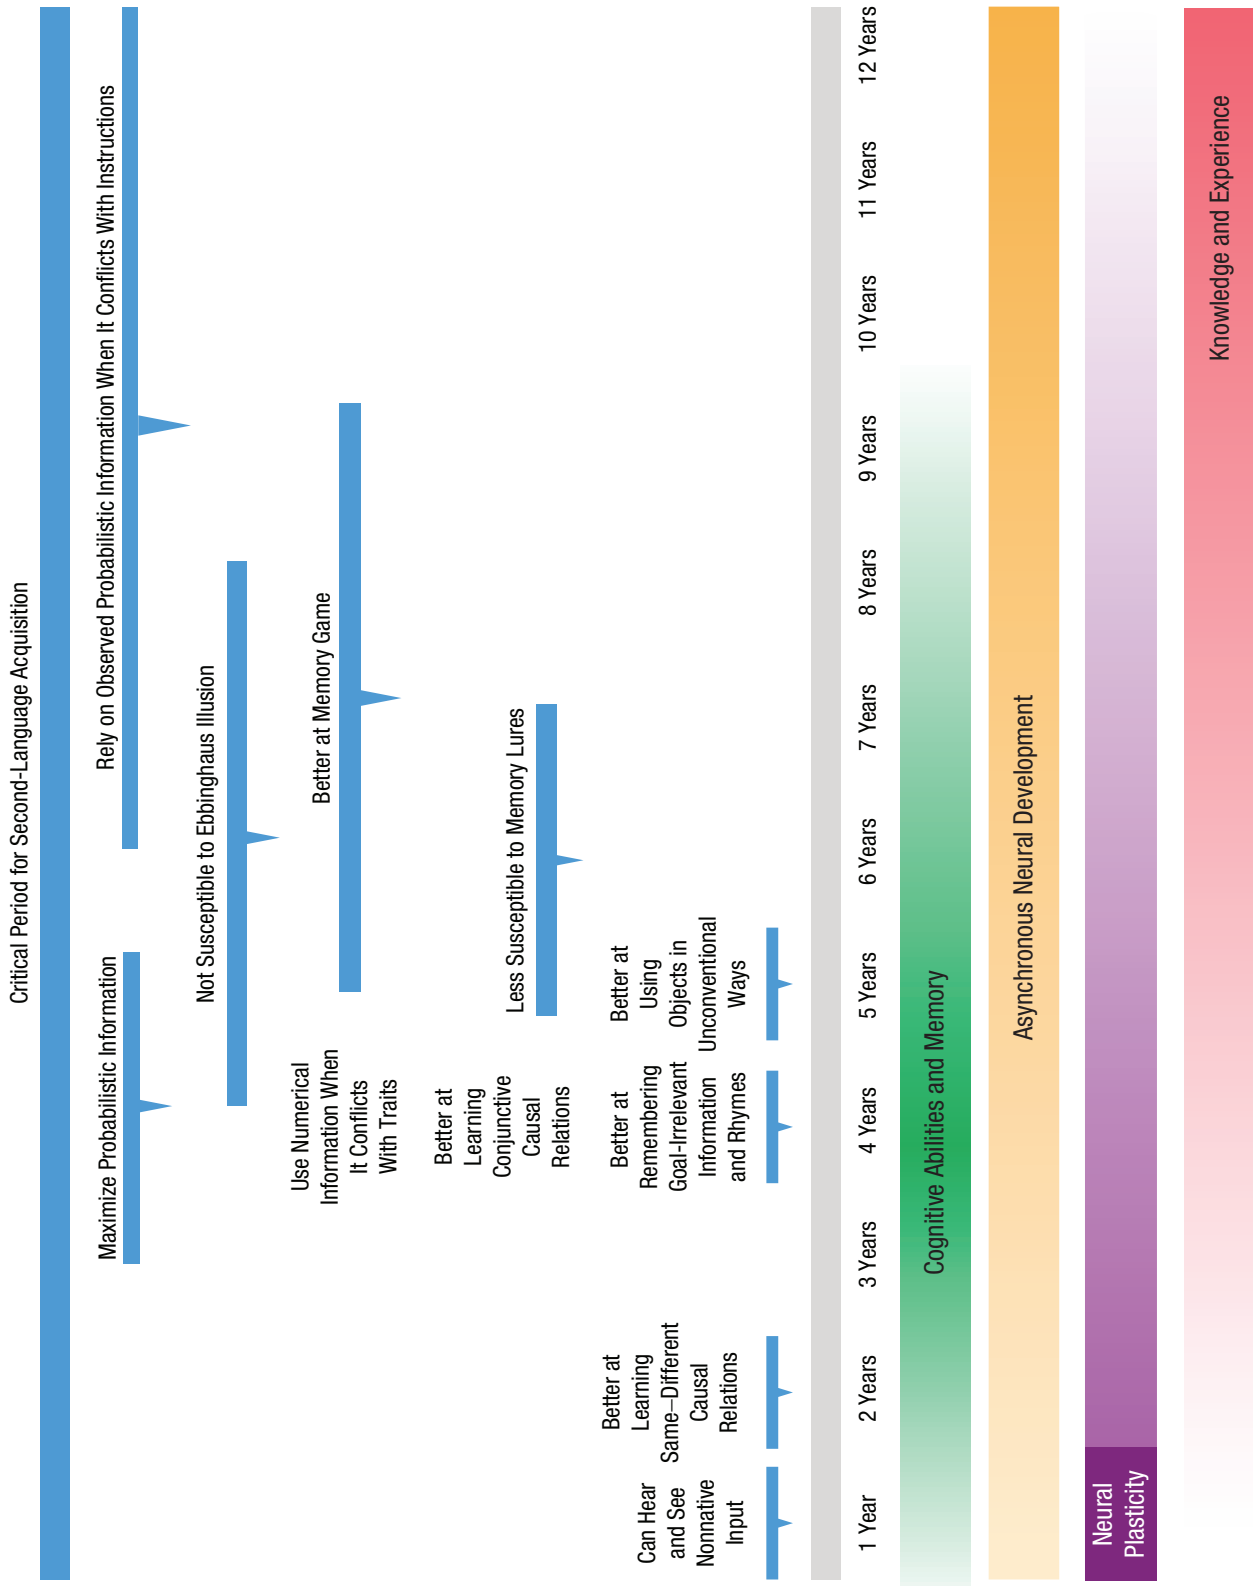 Critical Period for Second-Language Acquisition
Maximize Probabilistic Information
Rely on Observed Probabilistic Information When It Conflicts With Instructions
Not Susceptible to Ebbinghaus Illusion
Use Numerical
Information When
It Conflicts
With Traits
Better at Memory Game
Better at
Learning
Conjunctive
Causal
Relations
Less Susceptible to Memory Lures
Can Hear
and See
Nonnative
Input
Better at
Learning
Same–Different
Causal
Relations
Better at
Remembering
Goal-Irrelevant
Information
and Rhymes
Better at
Using
Objects in
Unconventional
Ways
1 Year
2 Years
3 Years
4 Years
5 Years
6 Years
7 Years
8 Years
9 Years
10 Years
11 Years
12 Years
Cognitive Abilities and Memory
Asynchronous Neural Development
Neural
Plasticity
Knowledge and Experience